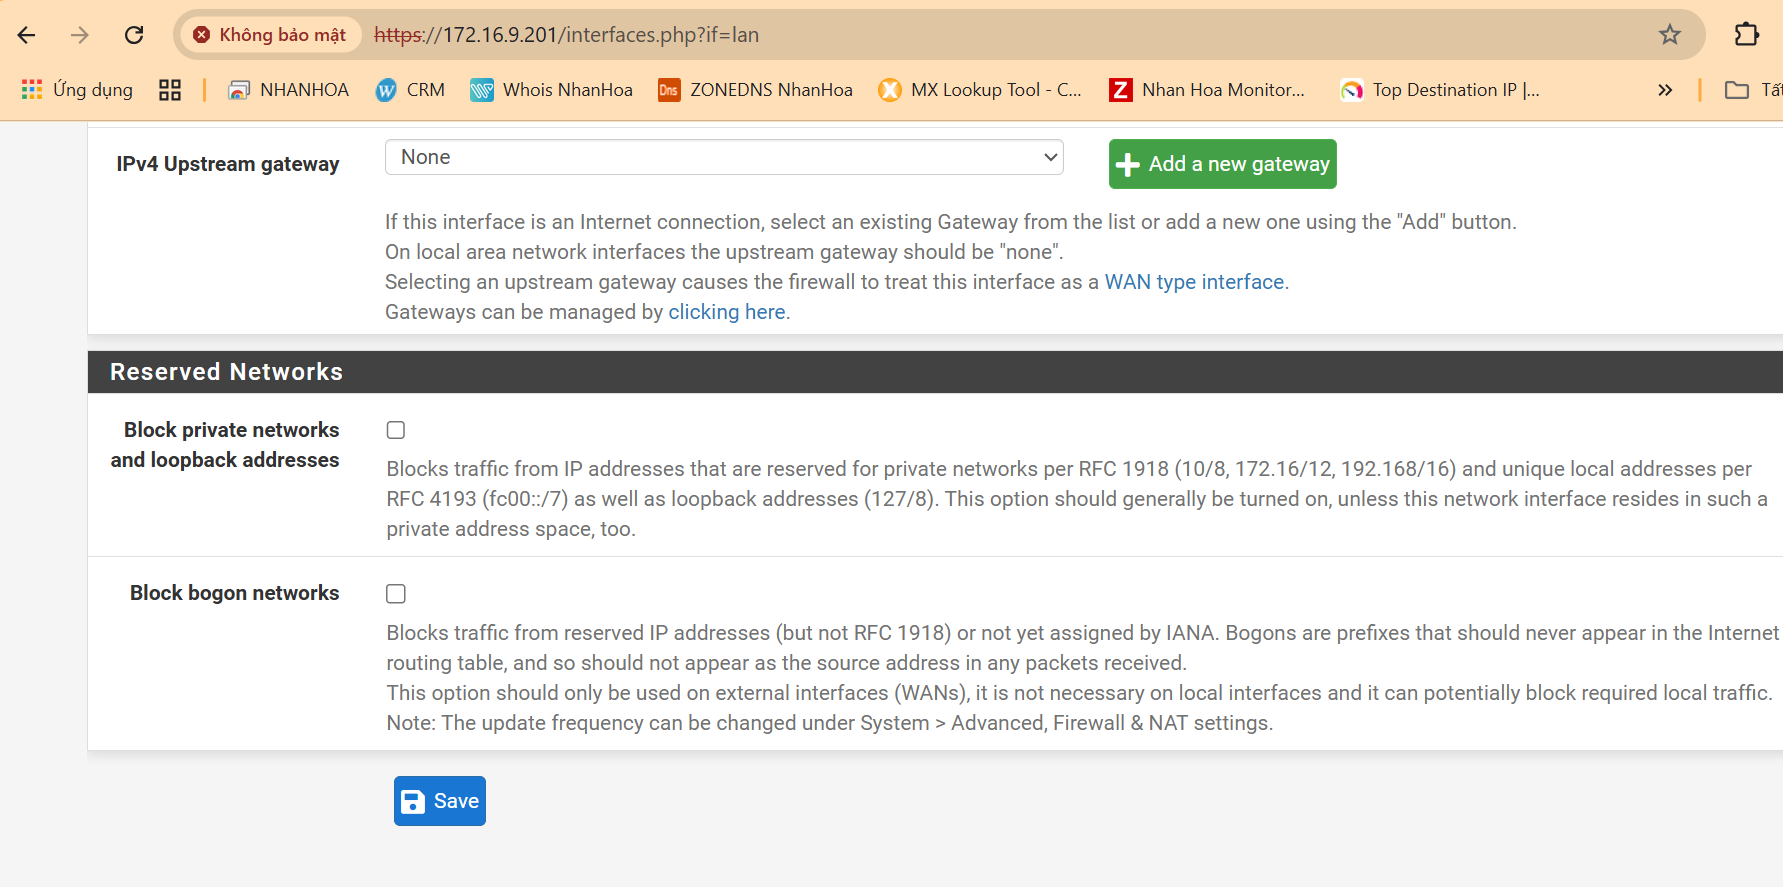 Không bảo mật https://172.16.9.201/interfaces.php?if=lan
Ứng dụng NHANHOA CRM Whois NhanHoa ZONEDNS NhanHoa MX Lookup Tool - C... Nhan Hoa Monitor... Top Destination IP |... »
IPv4 Upstream gateway
None
Add a new gateway
If this interface is an Internet connection, select an existing Gateway from the list or add a new one using the "Add" button.
On local area network interfaces the upstream gateway should be "none".
Selecting an upstream gateway causes the firewall to treat this interface as a WAN type interface.
Gateways can be managed by clicking here.
Reserved Networks
Block private networks
and loopback addresses
Blocks traffic from IP addresses that are reserved for private networks per RFC 1918 (10/8, 172.16/12, 192.168/16) and unique local addresses per
RFC 4193 (fc00::/7) as well as loopback addresses (127/8). This option should generally be turned on, unless this network interface resides in such a
private address space, too.
Block bogon networks
Blocks traffic from reserved IP addresses (but not RFC 1918) or not yet assigned by IANA. Bogons are prefixes that should never appear in the Internet
routing table, and so should not appear as the source address in any packets received.
This option should only be used on external interfaces (WANs), it is not necessary on local interfaces and it can potentially block required local traffic.
Note: The update frequency can be changed under System > Advanced, Firewall & NAT settings.
Save